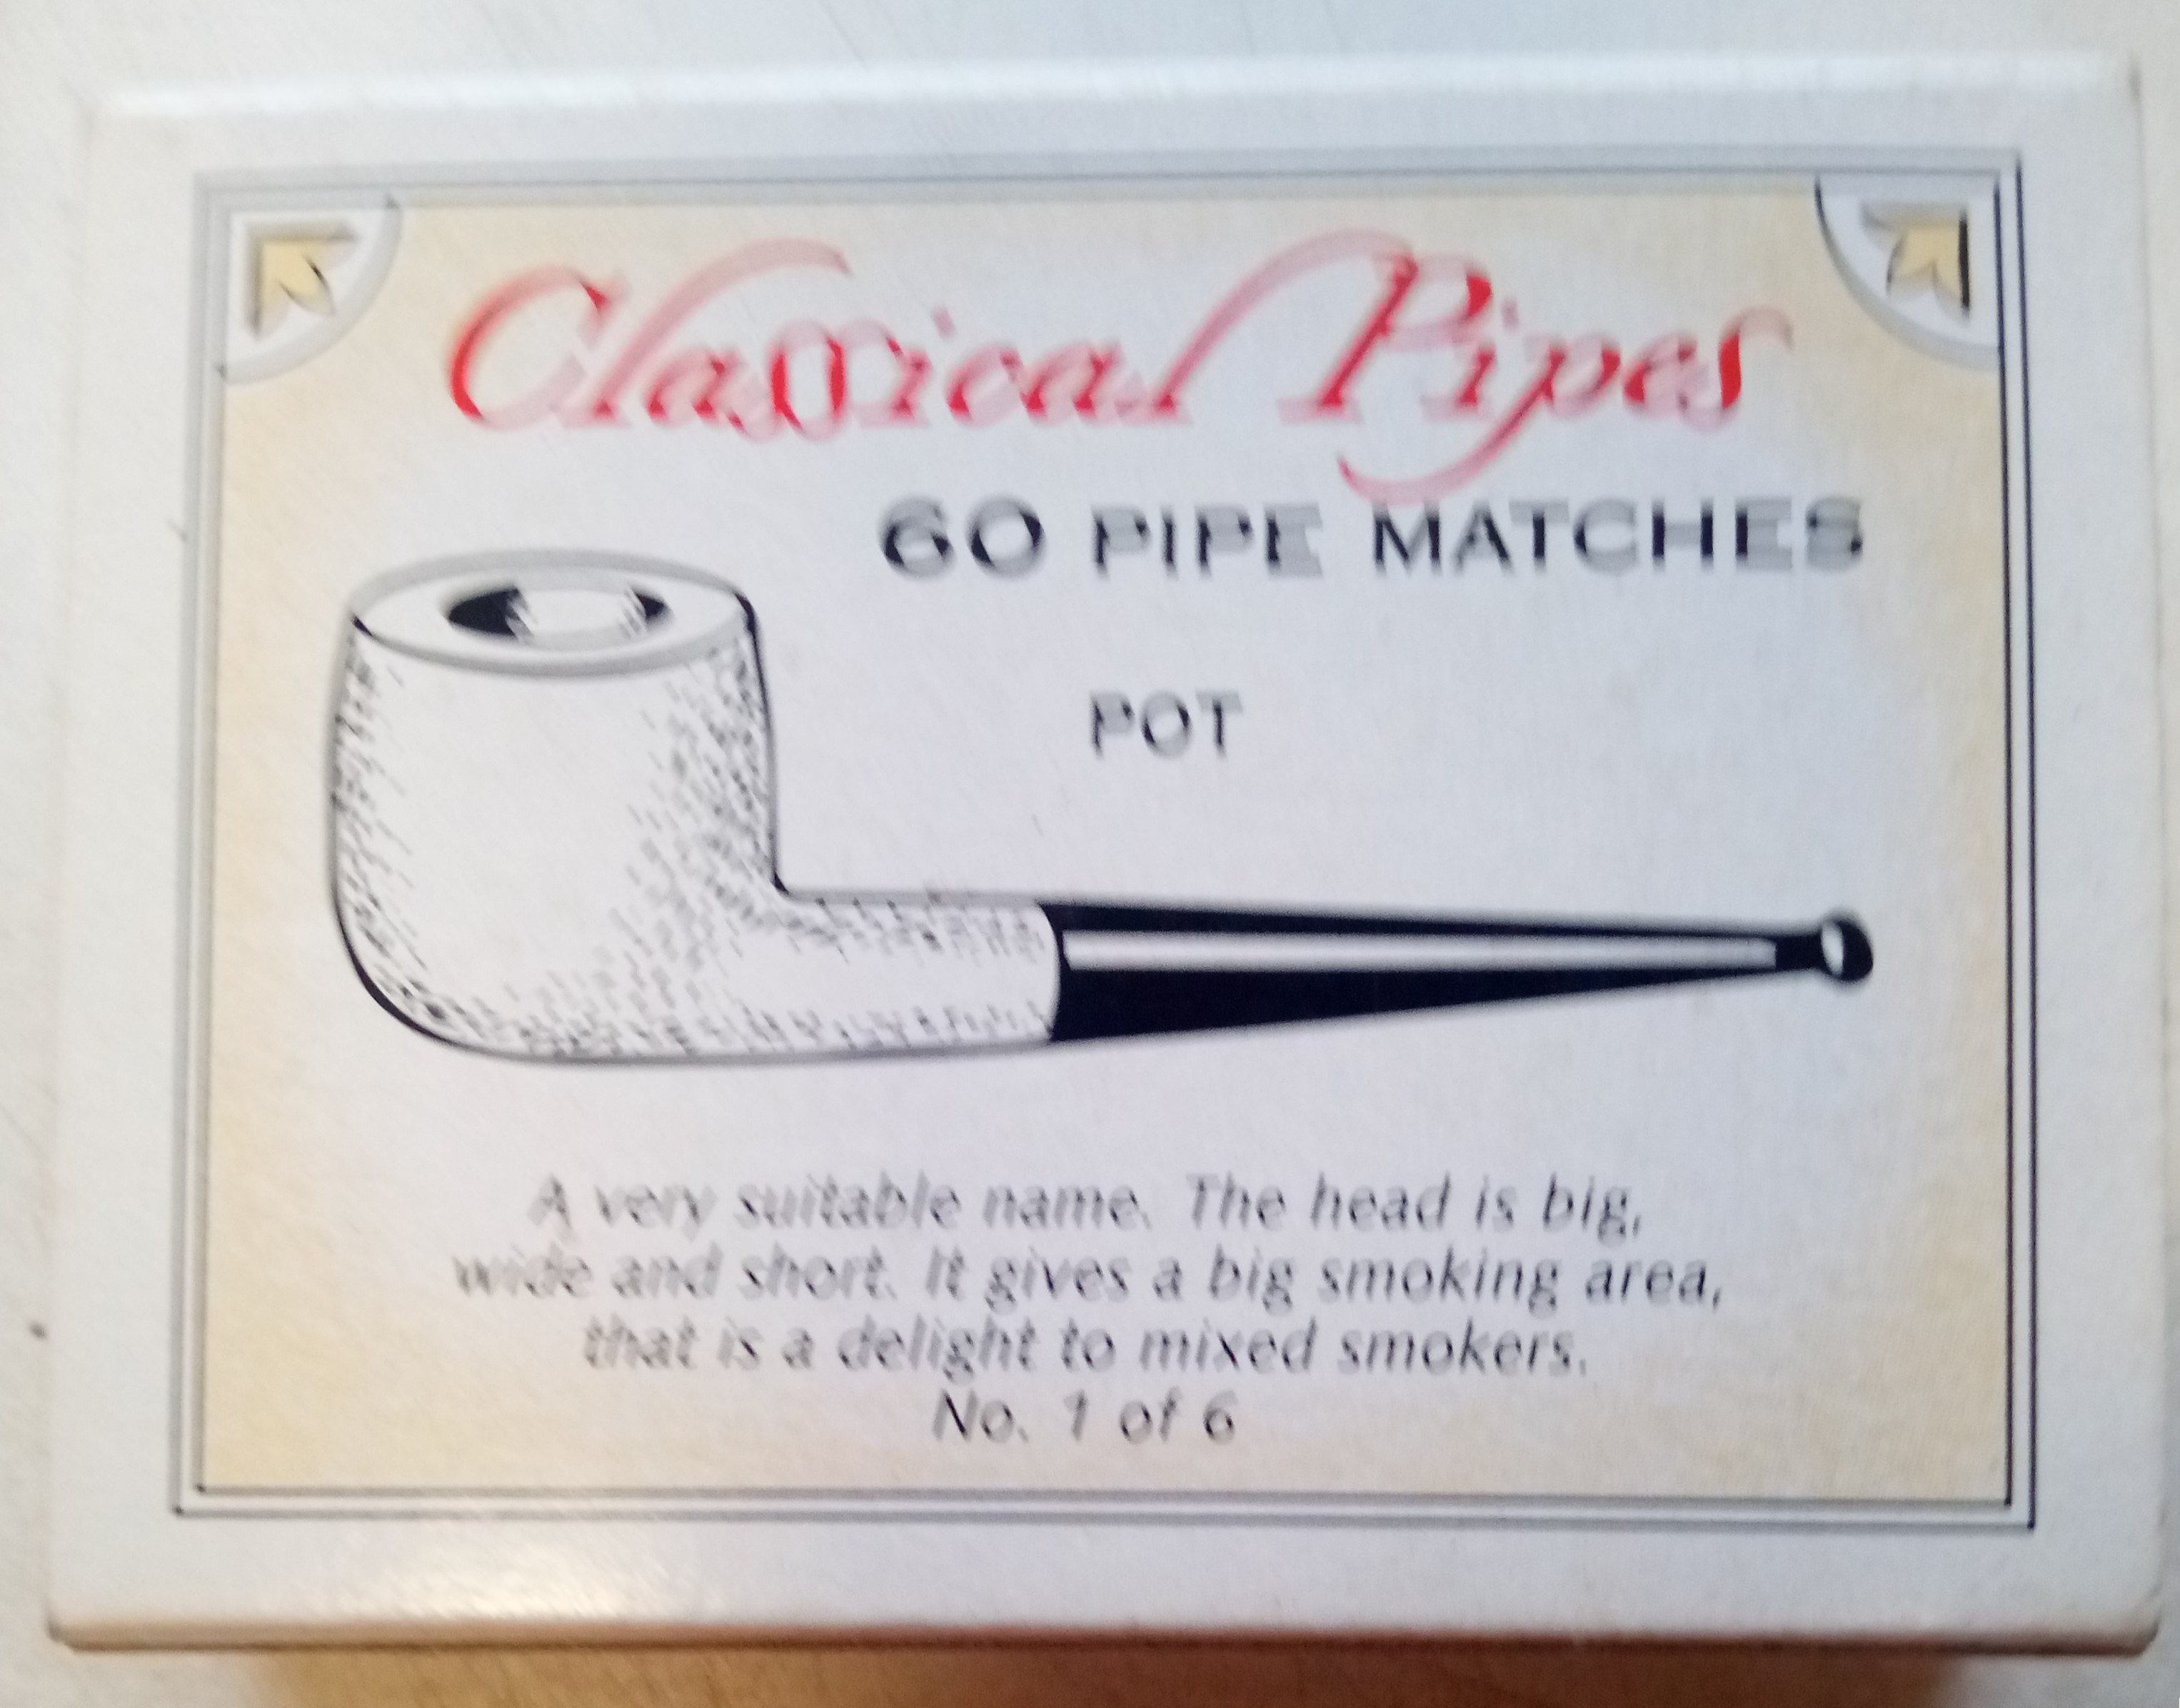 Classical Pipes
60 PIPE MATCHES
POT
A very suitable name. The head is big,
wide and short. It gives a big smoking area,
that is a delight to mixed smokers.
No. 1 of 6